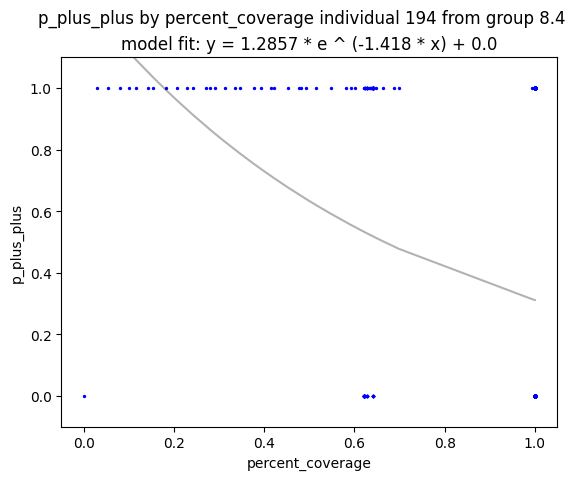 p_plus_plus by percent_coverage individual 194 from group 8.4
model fit: y = 1.2857 * e ^ (-1.418 * x) + 0.0
1.0
0.8
0.6
0.4
0.2
0.0
p_plus_plus
0.0 0.2 0.4 0.6 0.8 1.0
percent_coverage